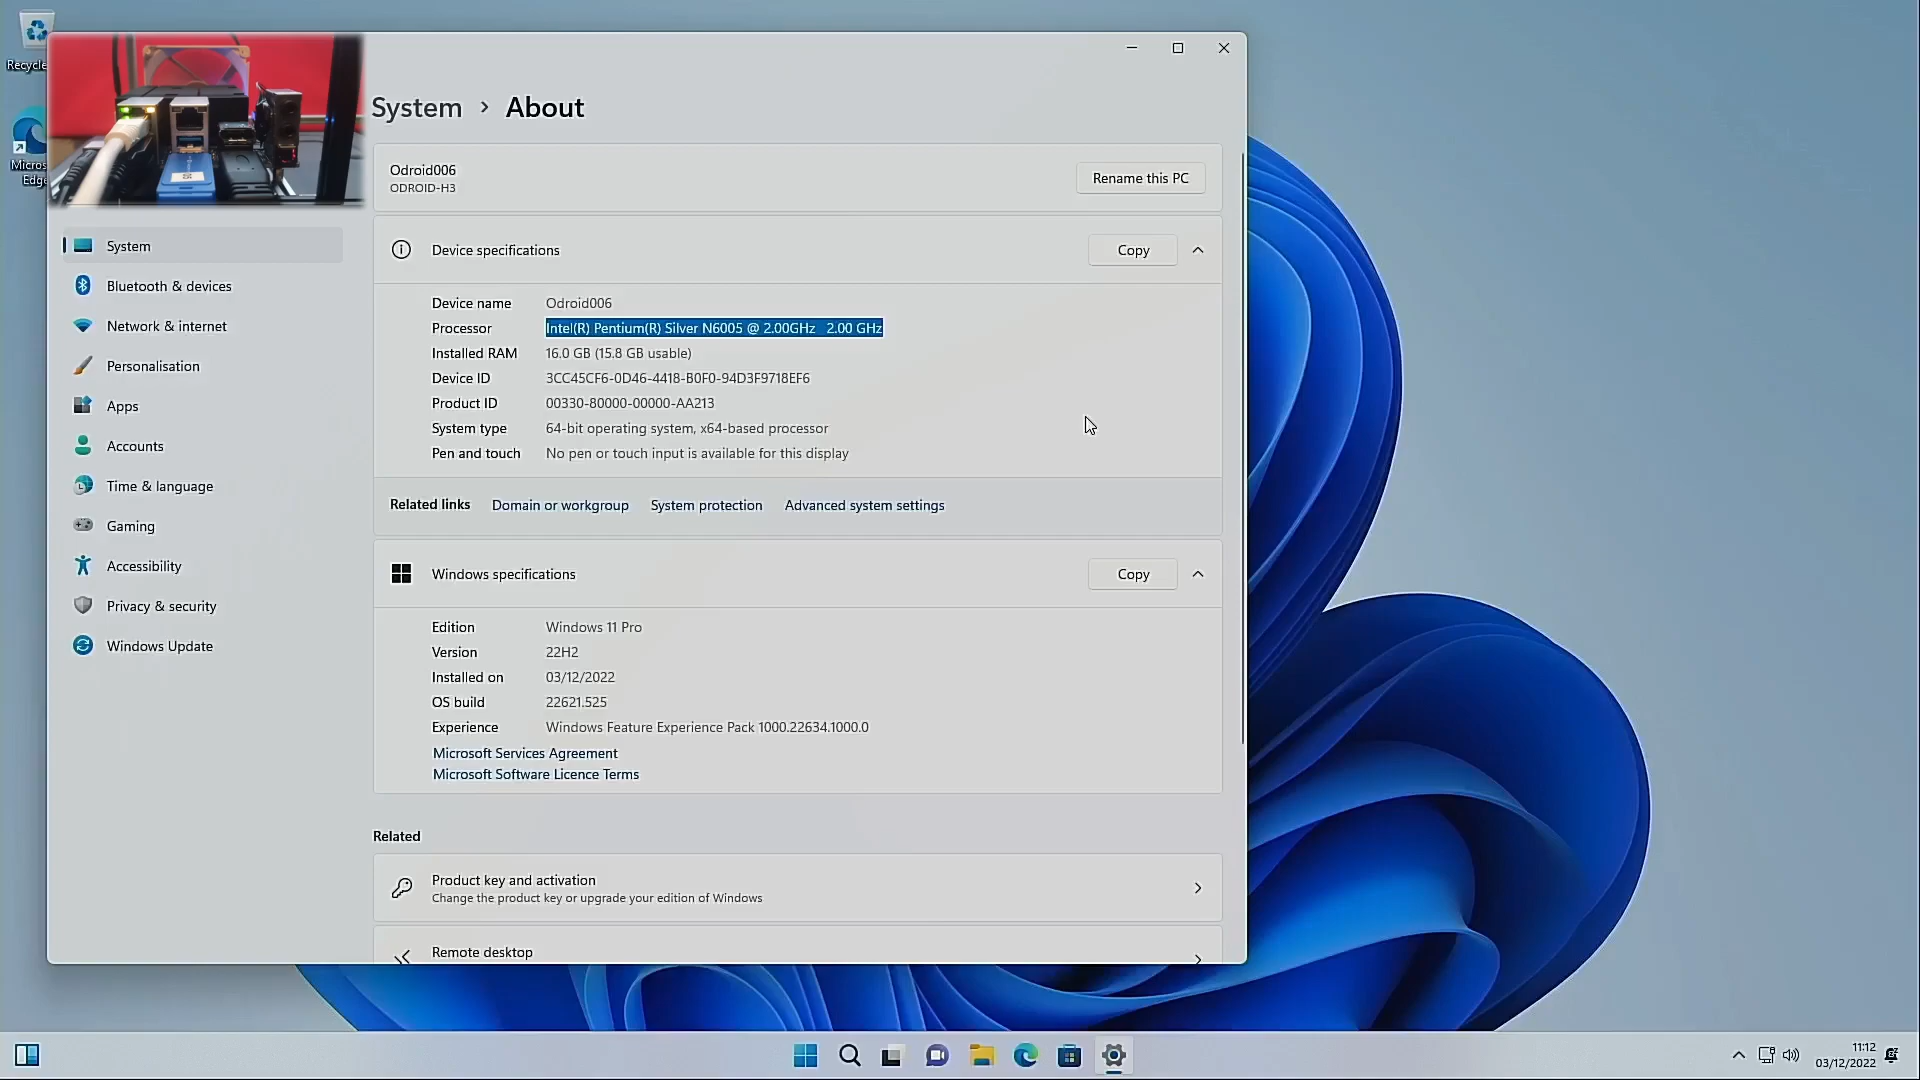 Recycle
Micros
Edge
System > About
Odroid006
ODROID-H3
Rename this PC
Device specifications
Copy
Device name Odroid006
Processor Intel(R) Pentium(R) Silver N6005 @ 2.00GHz 2.00 GHz
Installed RAM 16.0 GB (15.8 GB usable)
Device ID 3CC45CF6-0D46-4418-B0F0-94D3F9718EF6
Product ID 00330-80000-00000-AA213
System type 64-bit operating system, x64-based processor
Pen and touch No pen or touch input is available for this display
Related links Domain or workgroup System protection Advanced system settings
Windows specifications
Copy
Edition Windows 11 Pro
Version 22H2
Installed on 03/12/2022
OS build 22621.525
Experience Windows Feature Experience Pack 1000.22634.1000.0
Microsoft Services Agreement
Microsoft Software Licence Terms
Related
Product key and activation
Change the product key or upgrade your edition of Windows
Remote desktop
System
Bluetooth & devices
Network & internet
Personalisation
Apps
Accounts
Time & language
Gaming
Accessibility
Privacy & security
Windows Update
11:12
03/12/2022